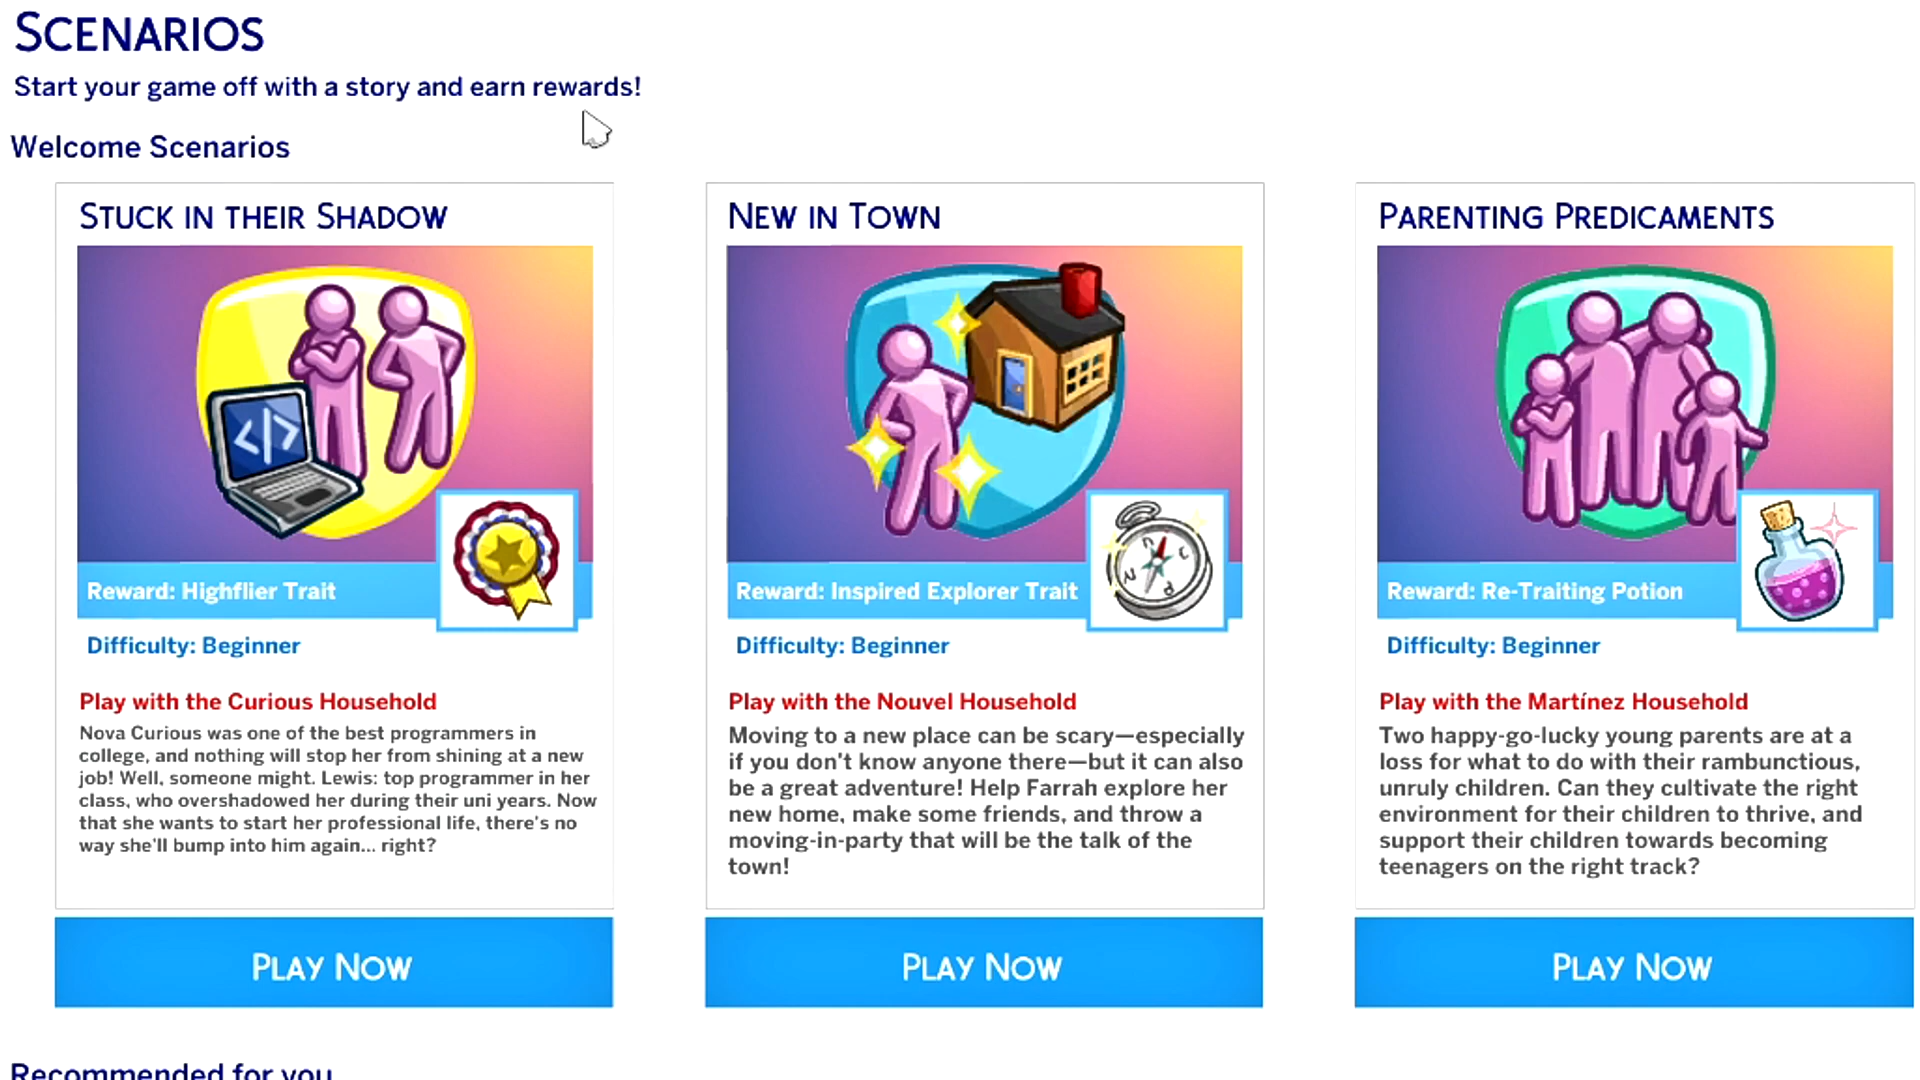 SCENARIOS
Start your game off with a story and earn rewards!
Welcome Scenarios
STUCK IN THEIR SHADOW
Reward: Highflier Trait
Difficulty: Beginner
Play with the Curious Household
Nova Curious was one of the best programmers in
college, and nothing will stop her from shining at a new
job! Well, someone might. Lewis: top programmer in her
class, who overshadowed her during their uni years. Now
that she wants to start her professional life, there's no
way she'll bump into him again... right?
PLAY NOW
NEW IN TOWN
Reward: Inspired Explorer Trait
Difficulty: Beginner
Play with the Nouvel Household
Moving to a new place can be scary—especially
if you don't know anyone there—but it can also
be a great adventure! Help Farrah explore her
new home, make some friends, and throw a
moving-in-party that will be the talk of the
town!
PLAY NOW
PARENTING PREDICAMENTS
Reward: Re-Traiting Potion
Difficulty: Beginner
Play with the Martínez Household
Two happy-go-lucky young parents are at a
loss for what to do with their rambunctious,
unruly children. Can they cultivate the right
environment for their children to thrive, and
support their children towards becoming
teenagers on the right track?
PLAY NOW
Recommended for you